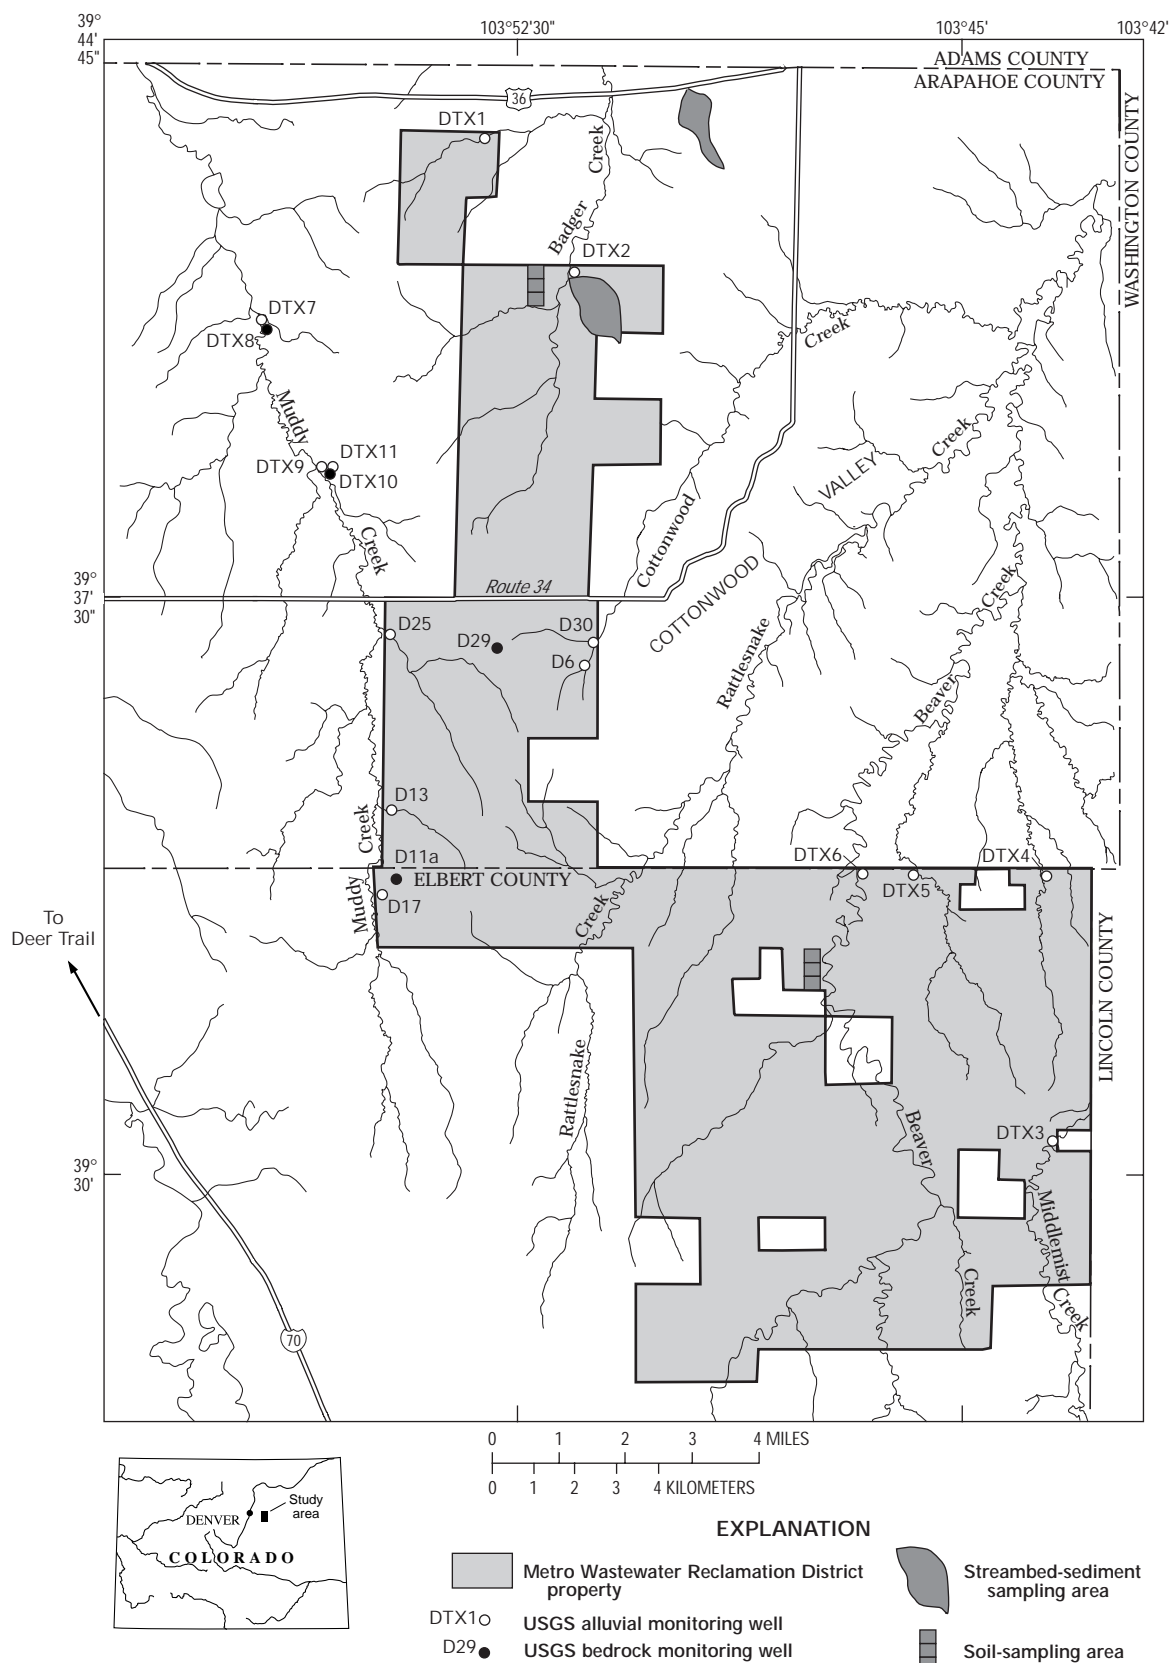 39°
44'
45"
103°52'30"
103°45'
103°42'
ADAMS COUNTY
ARAPAHOE COUNTY
WASHINGTON COUNTY
36
DTX1
Badger
Creek
DTX2
DTX7
DTX8
Creek
Muddy
DTX11
DTX9
DTX10
Creek
VALLEY
Creek
Cottonwood
COTTONWOOD
39°
37'
30"
Route 34
Creek
D25
D29
D30
D6
Rattlesnake
Beaver
D13
Creek
D11a
ELBERT COUNTY
D17
Muddy
DTX6
DTX5
DTX4
Creek
To
Deer Trail
LINCOLN COUNTY
Rattlesnake
Beaver
DTX3
39°
30'
Middlemist
Creek
Creek
70
0 1 2 3 4 MILES
0 1 2 3 4 KILOMETERS
DENVER
Study
area
COLORADO
EXPLANATION
Metro Wastewater Reclamation District
property
DTX1
USGS alluvial monitoring well
D29
USGS bedrock monitoring well
Streambed-sediment
sampling area
Soil-sampling area